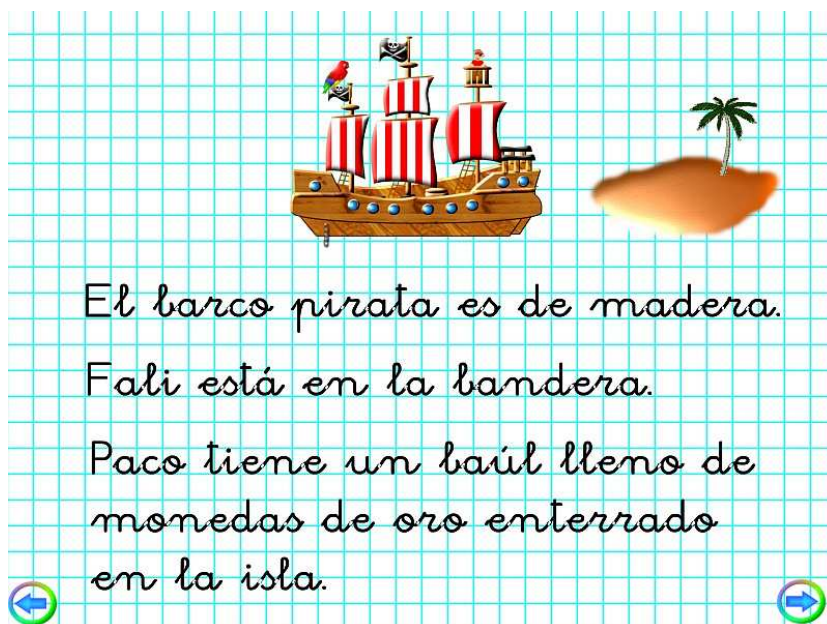 El barco pirata es de madera.
Fali está en la bandera.
Paco tiene un baúl lleno de
monedas de oro enterrado
en la isla.